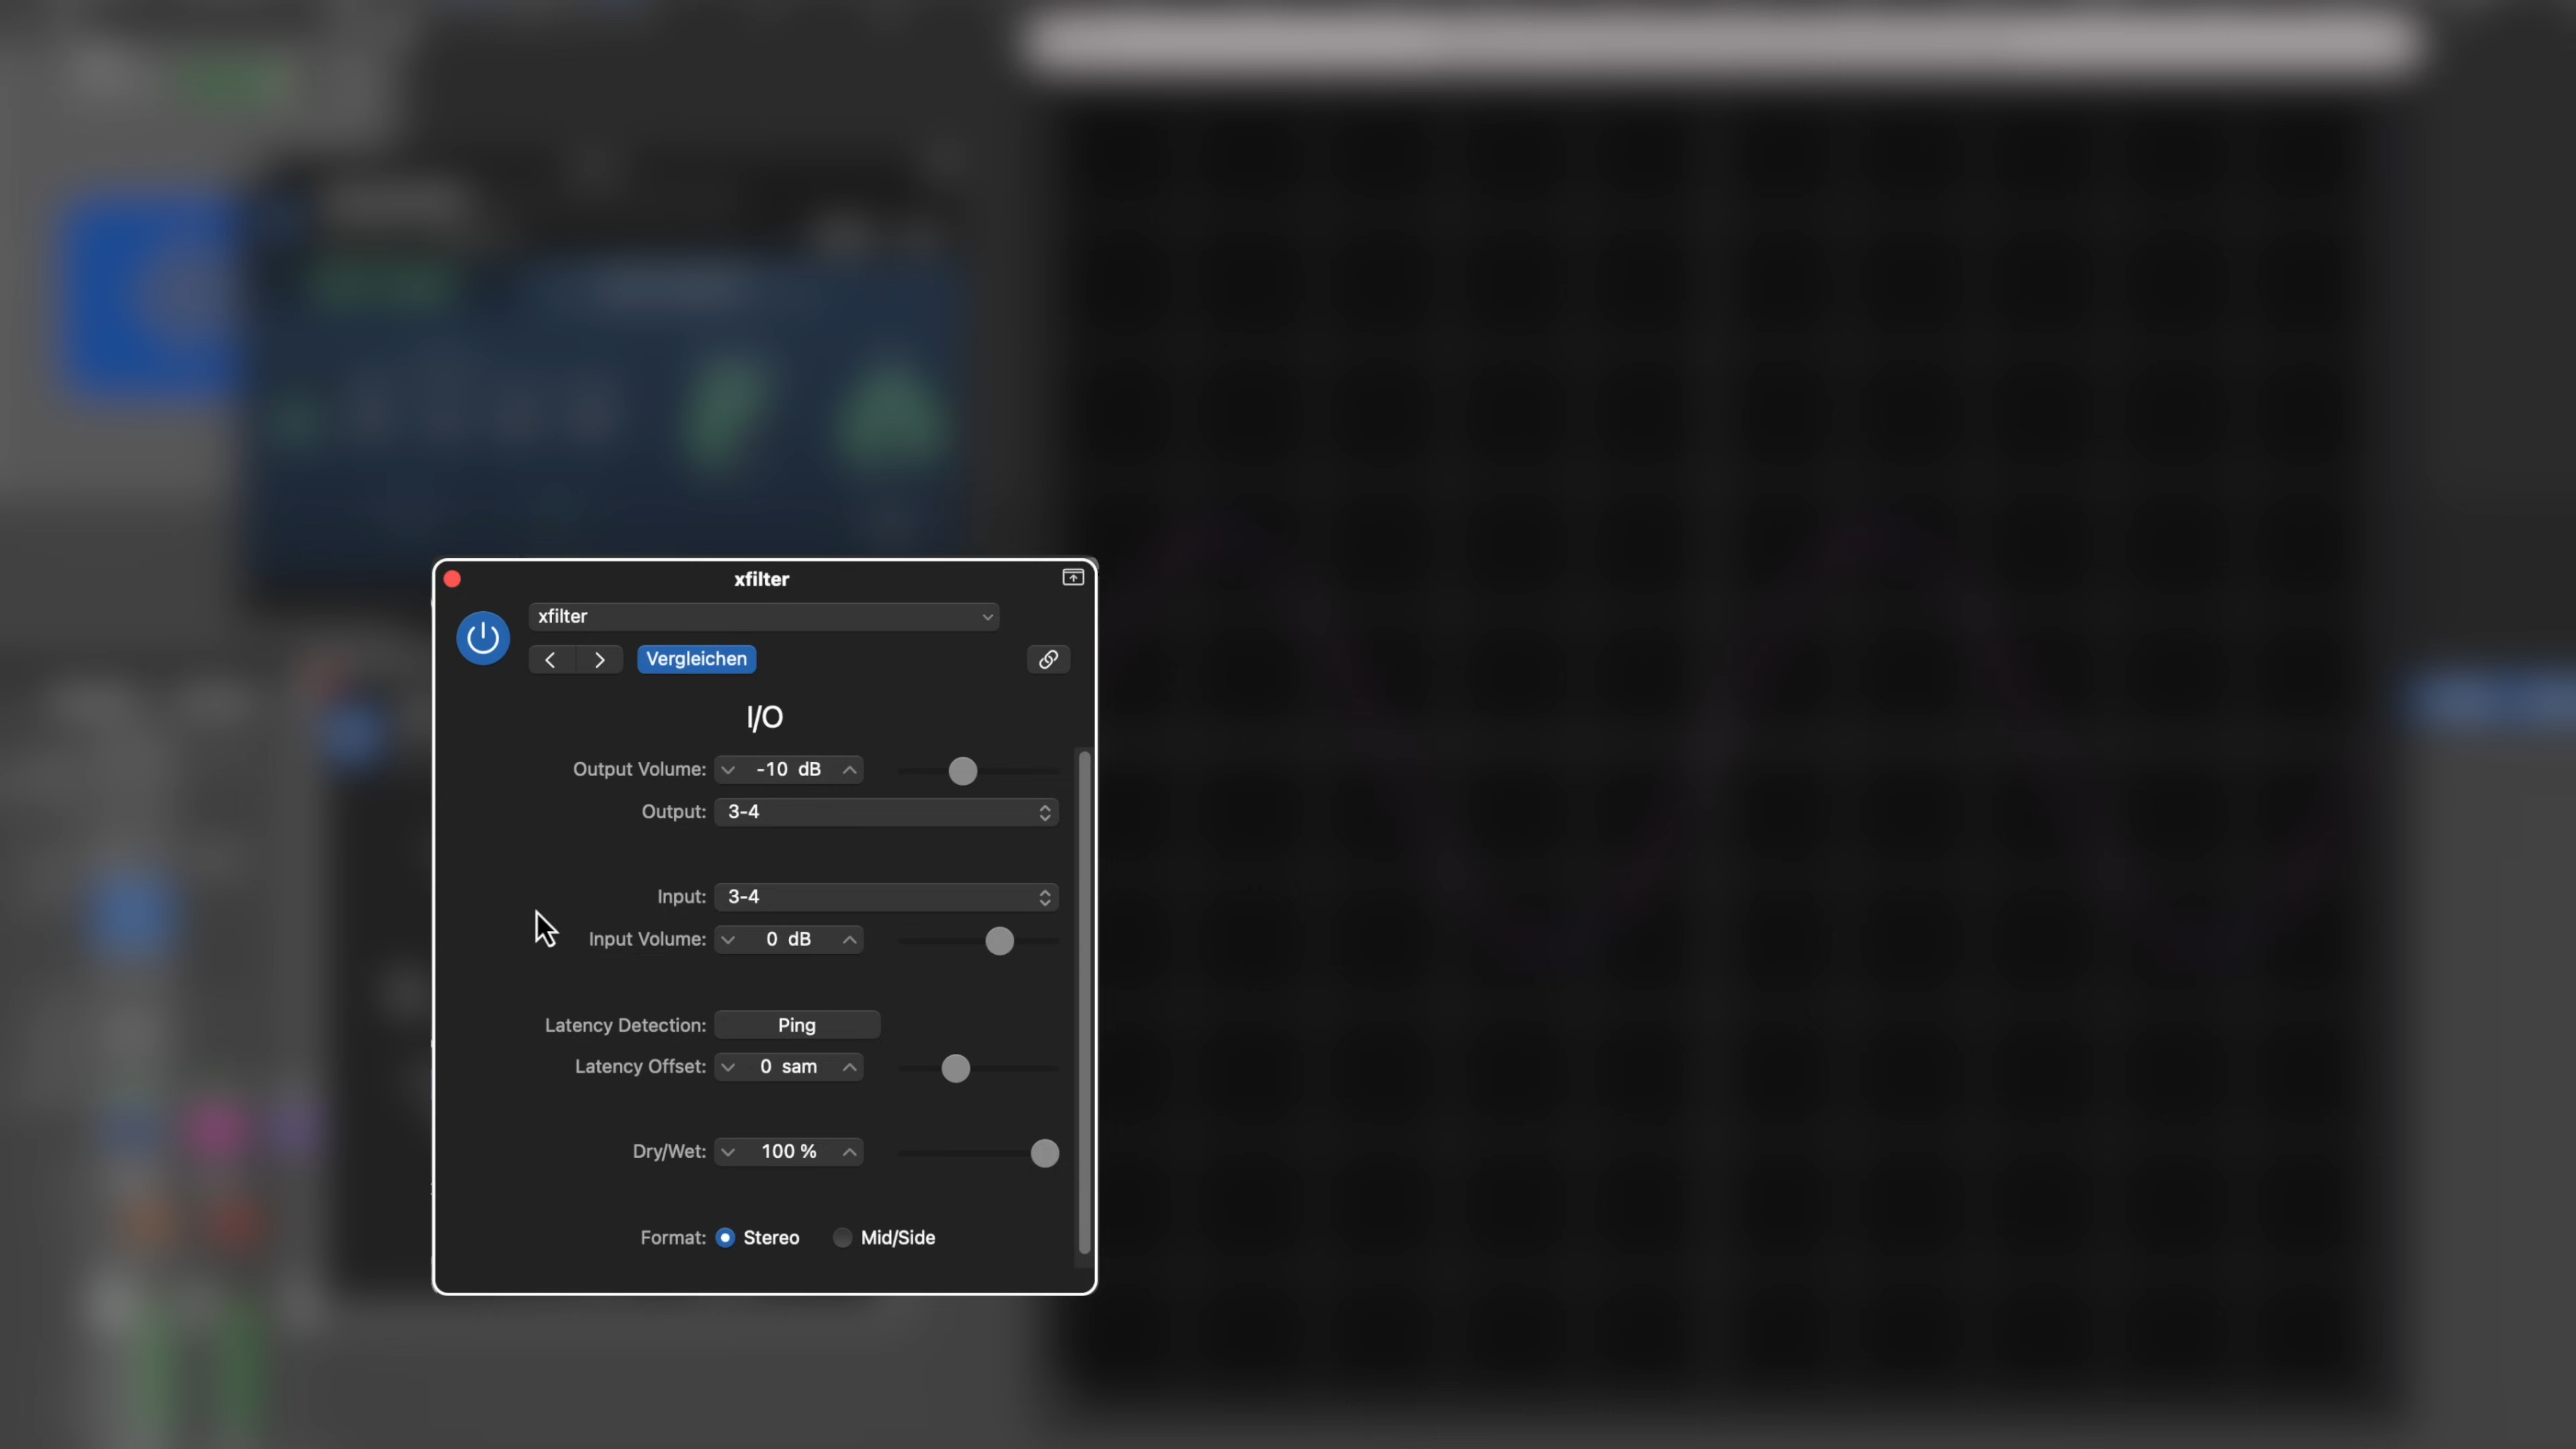 xfilter
xfilter
Vergleichen
I/O
Output Volume: -10 dB
Output: 3-4
Input: 3-4
Input Volume: 0 dB
Latency Detection: Ping
Latency Offset: 0 sam
Dry/Wet: 100 %
Format: Stereo Mid/Side